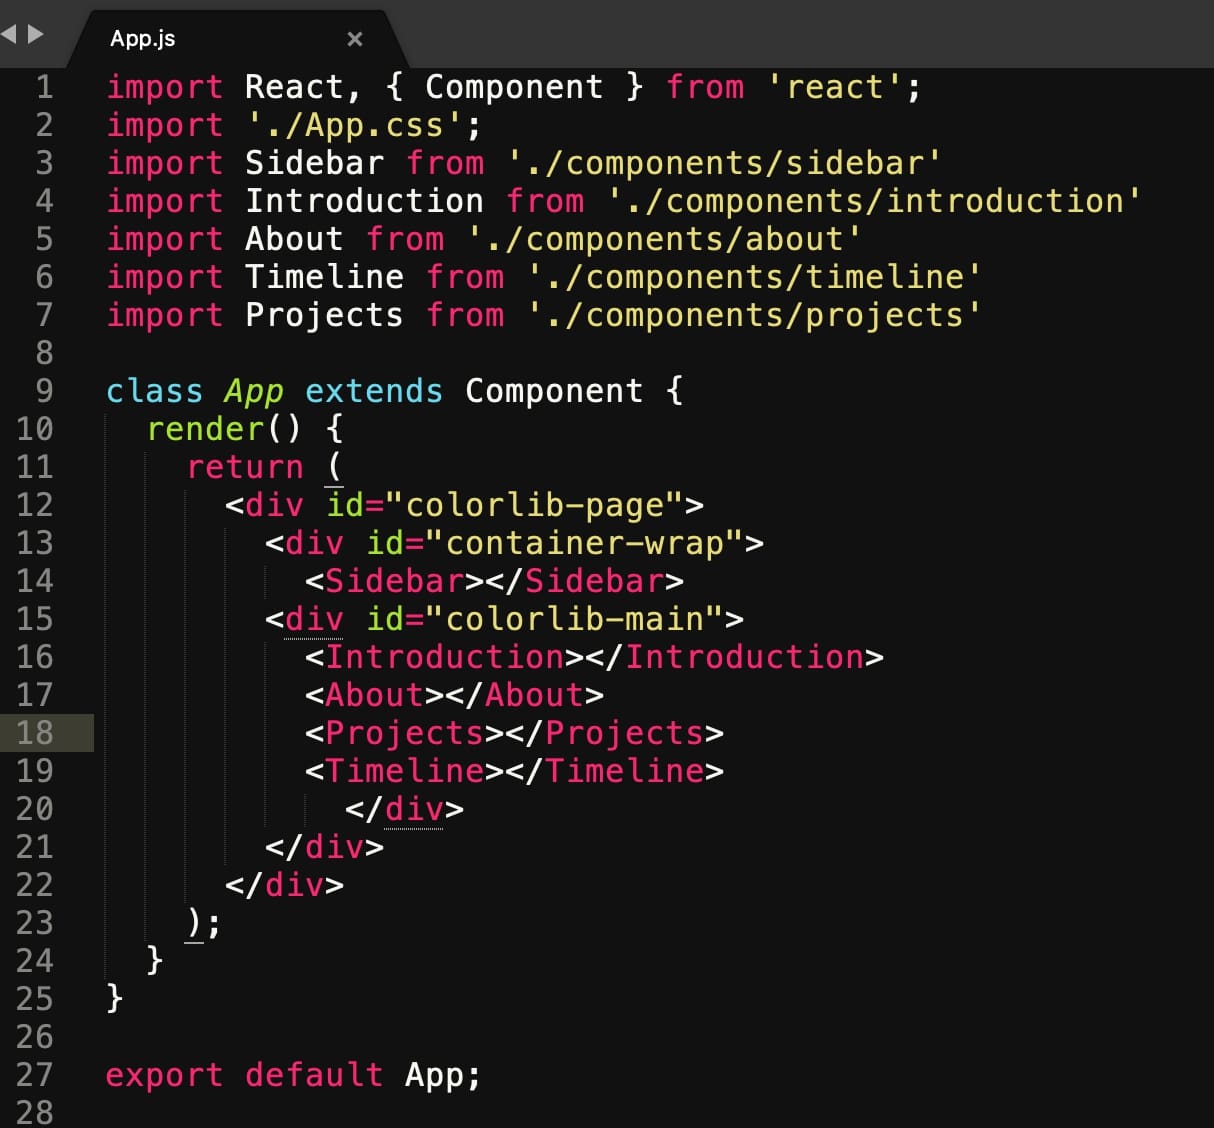 App.js ×
1 import React, { Component } from 'react';
2 import './App.css';
3 import Sidebar from './components/sidebar'
4 import Introduction from './components/introduction'
5 import About from './components/about'
6 import Timeline from './components/timeline'
7 import Projects from './components/projects'
8
9 class App extends Component {
10   render() {
11     return (
12       <div id="colorlib-page">
13         <div id="container-wrap">
14           <Sidebar></Sidebar>
15         <div id="colorlib-main">
16           <Introduction></Introduction>
17           <About></About>
18           <Projects></Projects>
19           <Timeline></Timeline>
20             </div>
21         </div>
22       </div>
23     );
24   }
25 }
26
27 export default App;
28